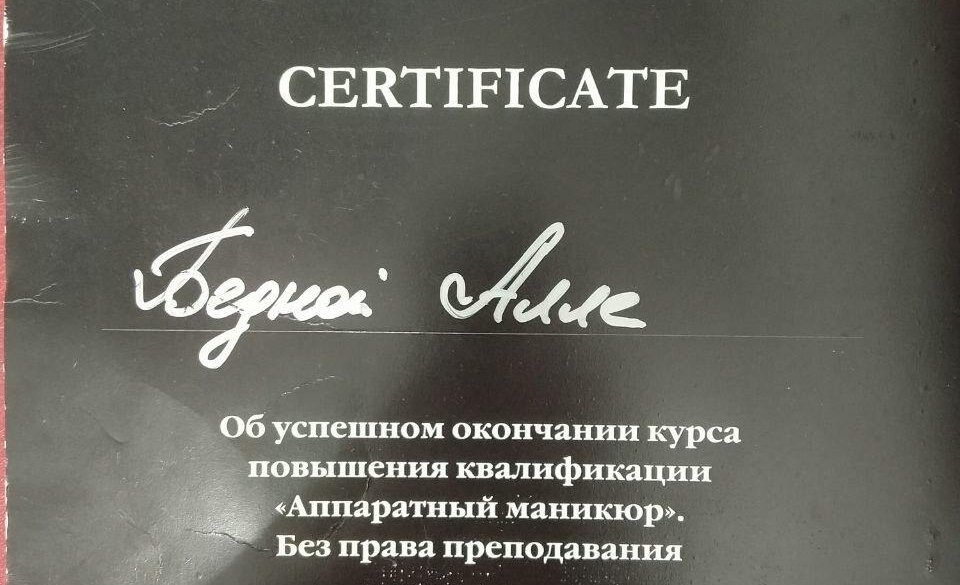 CERTIFICATE
Бедной Алле
Об успешном окончании курса
повышения квалификации
«Аппаратный маникюр».
Без права преподавания